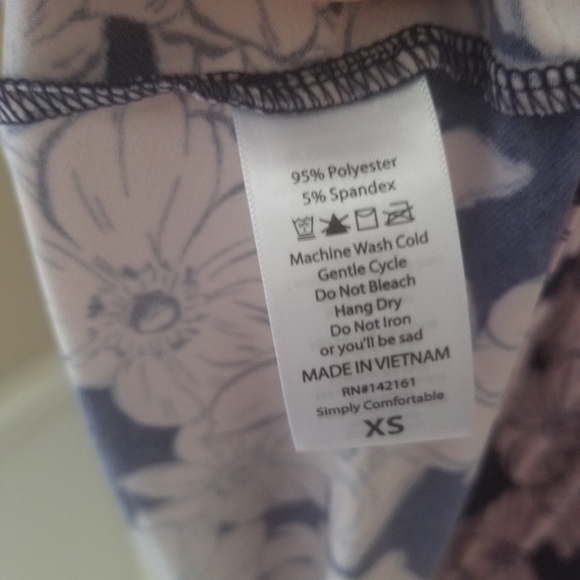 95% Polyester
5% Spandex
Machine Wash Cold
Gentle Cycle
Do Not Bleach
Hang Dry
Do Not Iron
or you'll be sad
MADE IN VIETNAM
RN#142161
Simply Comfortable
XS